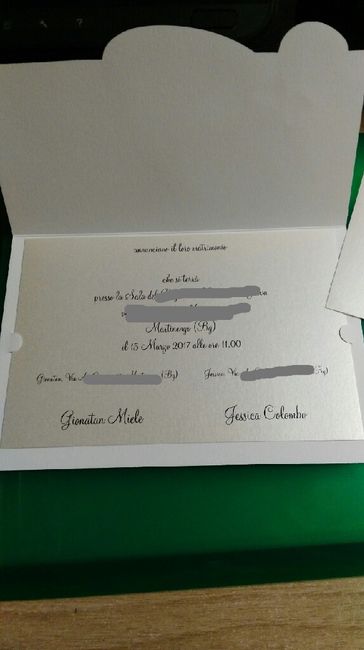 annunciano il loro matrimonio
che si terrà
presso la Sala
Martinengo (Bg)
il 15 Marzo 2017 alle ore 11.00
Gionatan, Via (Bg)
Jessica, Via
Gionatan Miele
Jessica Colombo